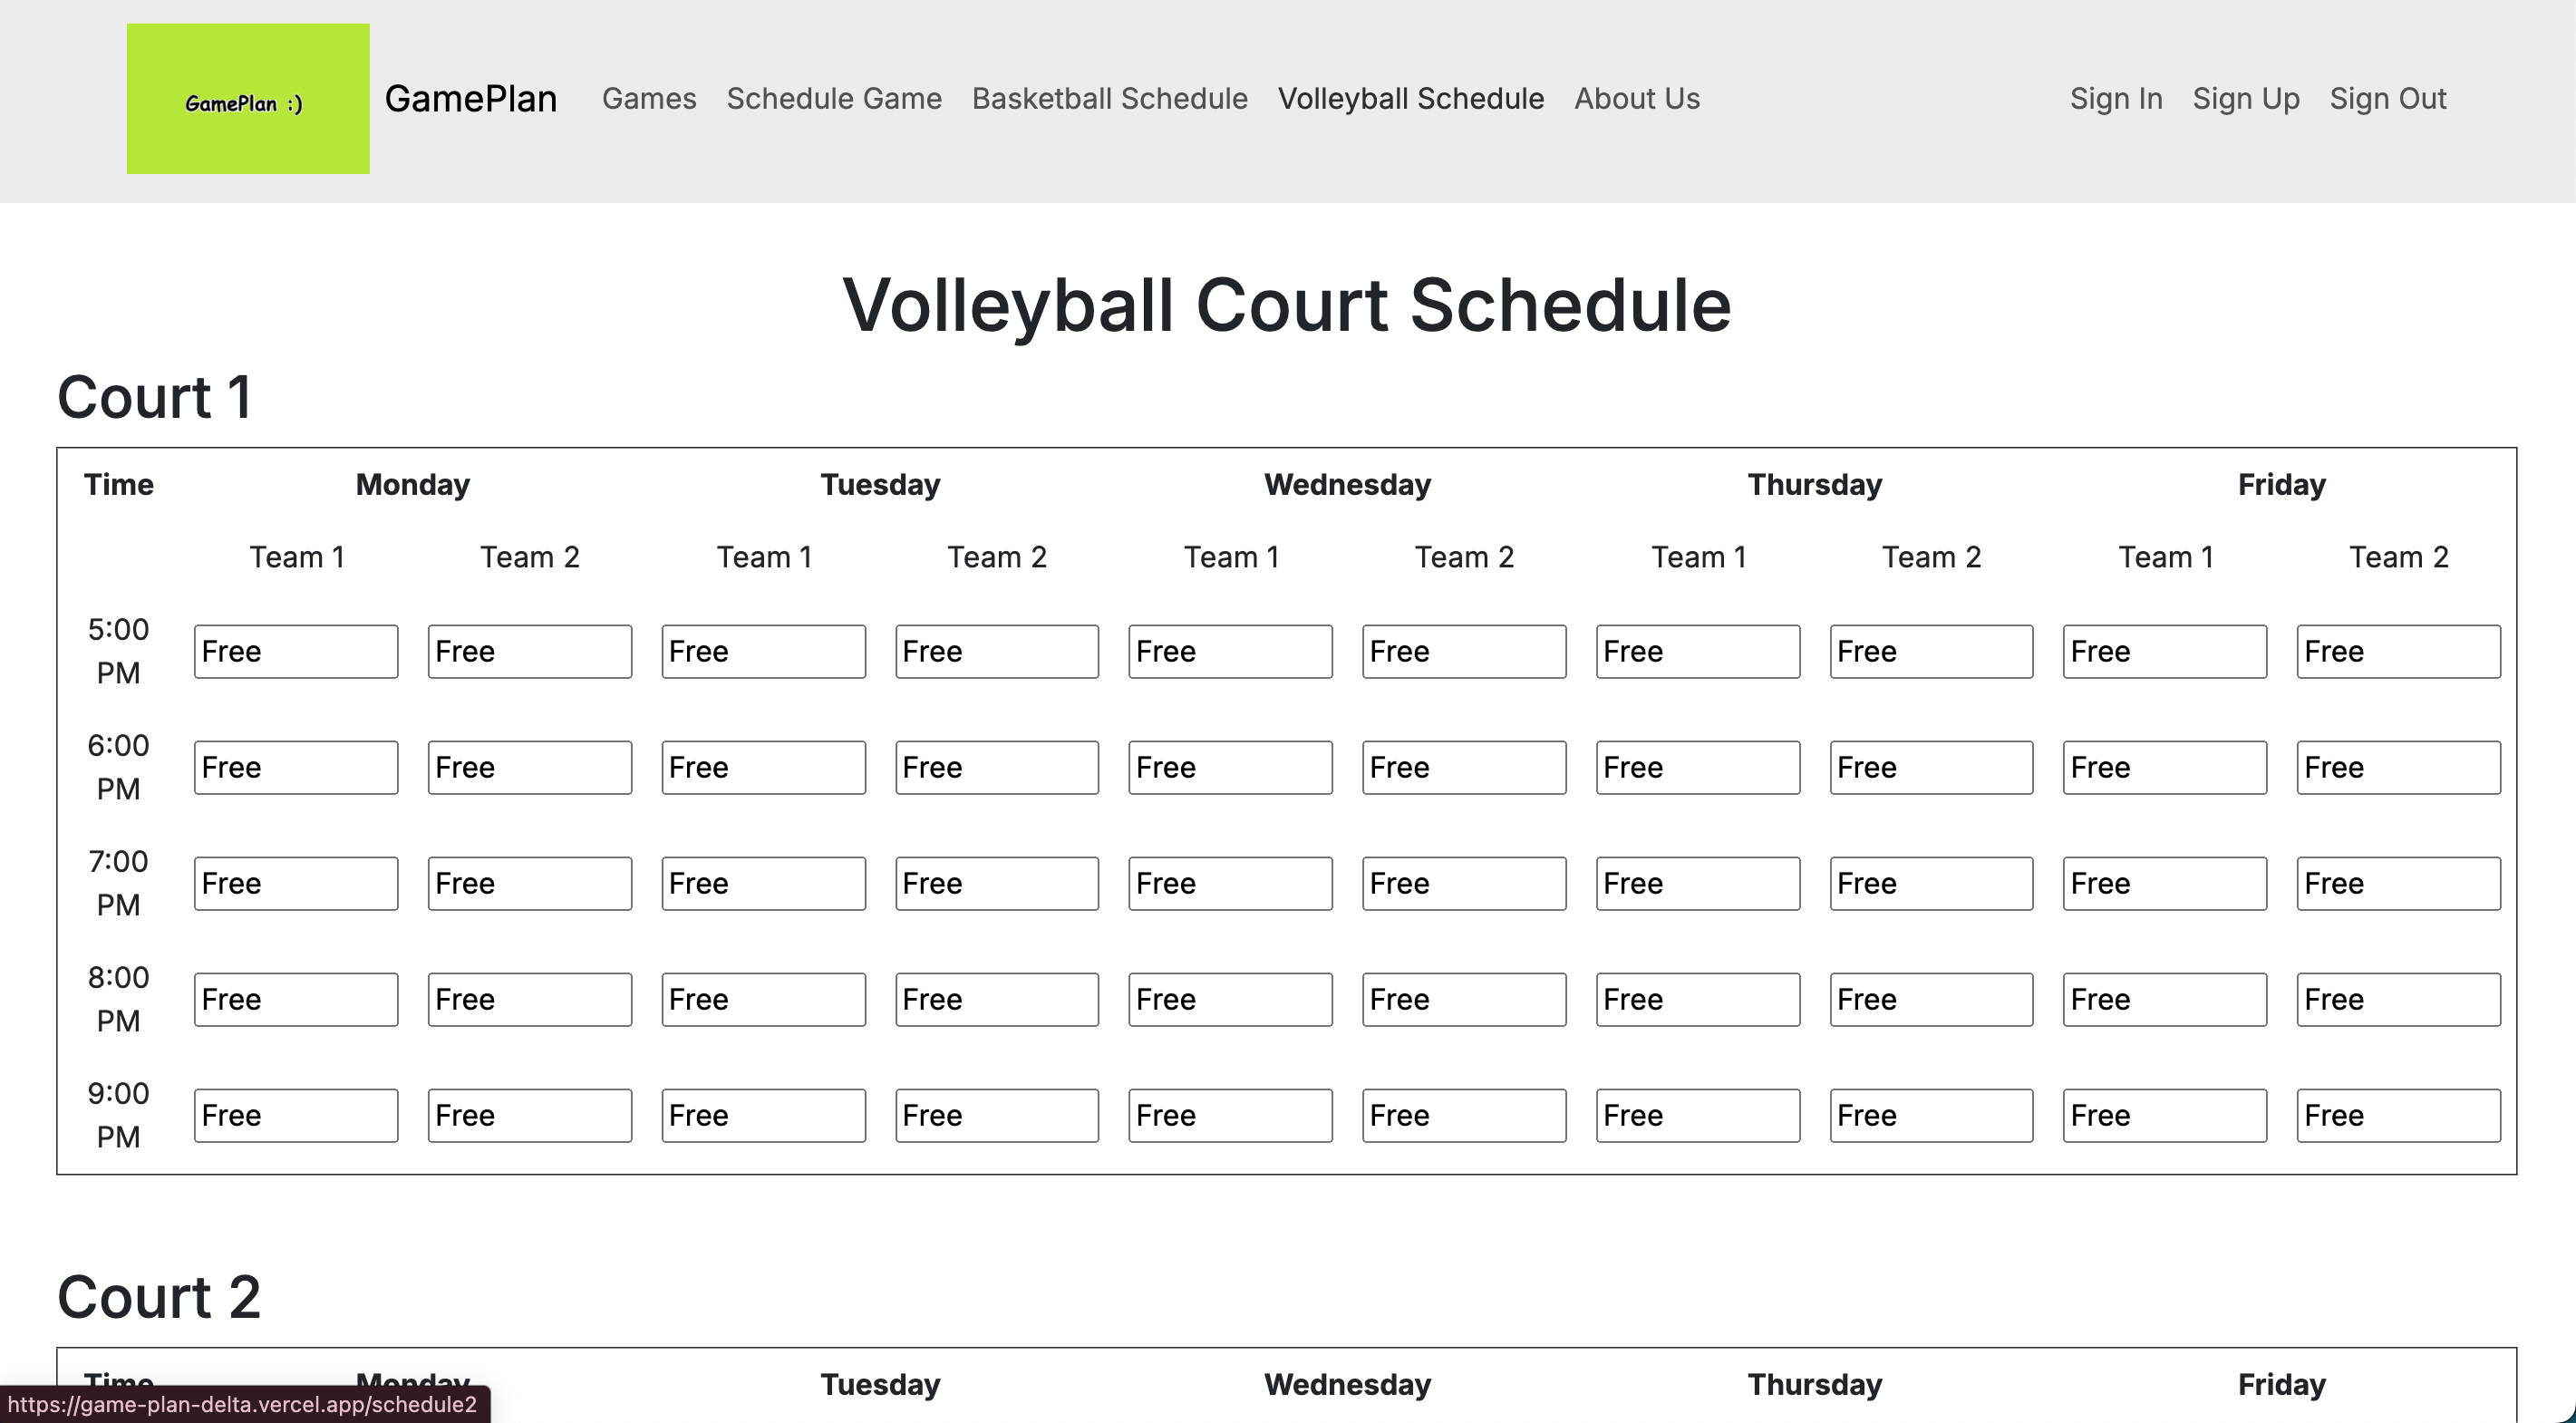 GamePlan :)
GamePlan Games Schedule Game Basketball Schedule Volleyball Schedule About Us Sign In Sign Up Sign Out
Volleyball Court Schedule
Court 1
Time Monday Tuesday Wednesday Thursday Friday
Team 1 Team 2 Team 1 Team 2 Team 1 Team 2 Team 1 Team 2 Team 1 Team 2
5:00 PM Free Free Free Free Free Free Free Free Free Free
6:00 PM Free Free Free Free Free Free Free Free Free Free
7:00 PM Free Free Free Free Free Free Free Free Free Free
8:00 PM Free Free Free Free Free Free Free Free Free Free
9:00 PM Free Free Free Free Free Free Free Free Free Free
Court 2
Time Monday Tuesday Wednesday Thursday Friday
https://game-plan-delta.vercel.app/schedule2